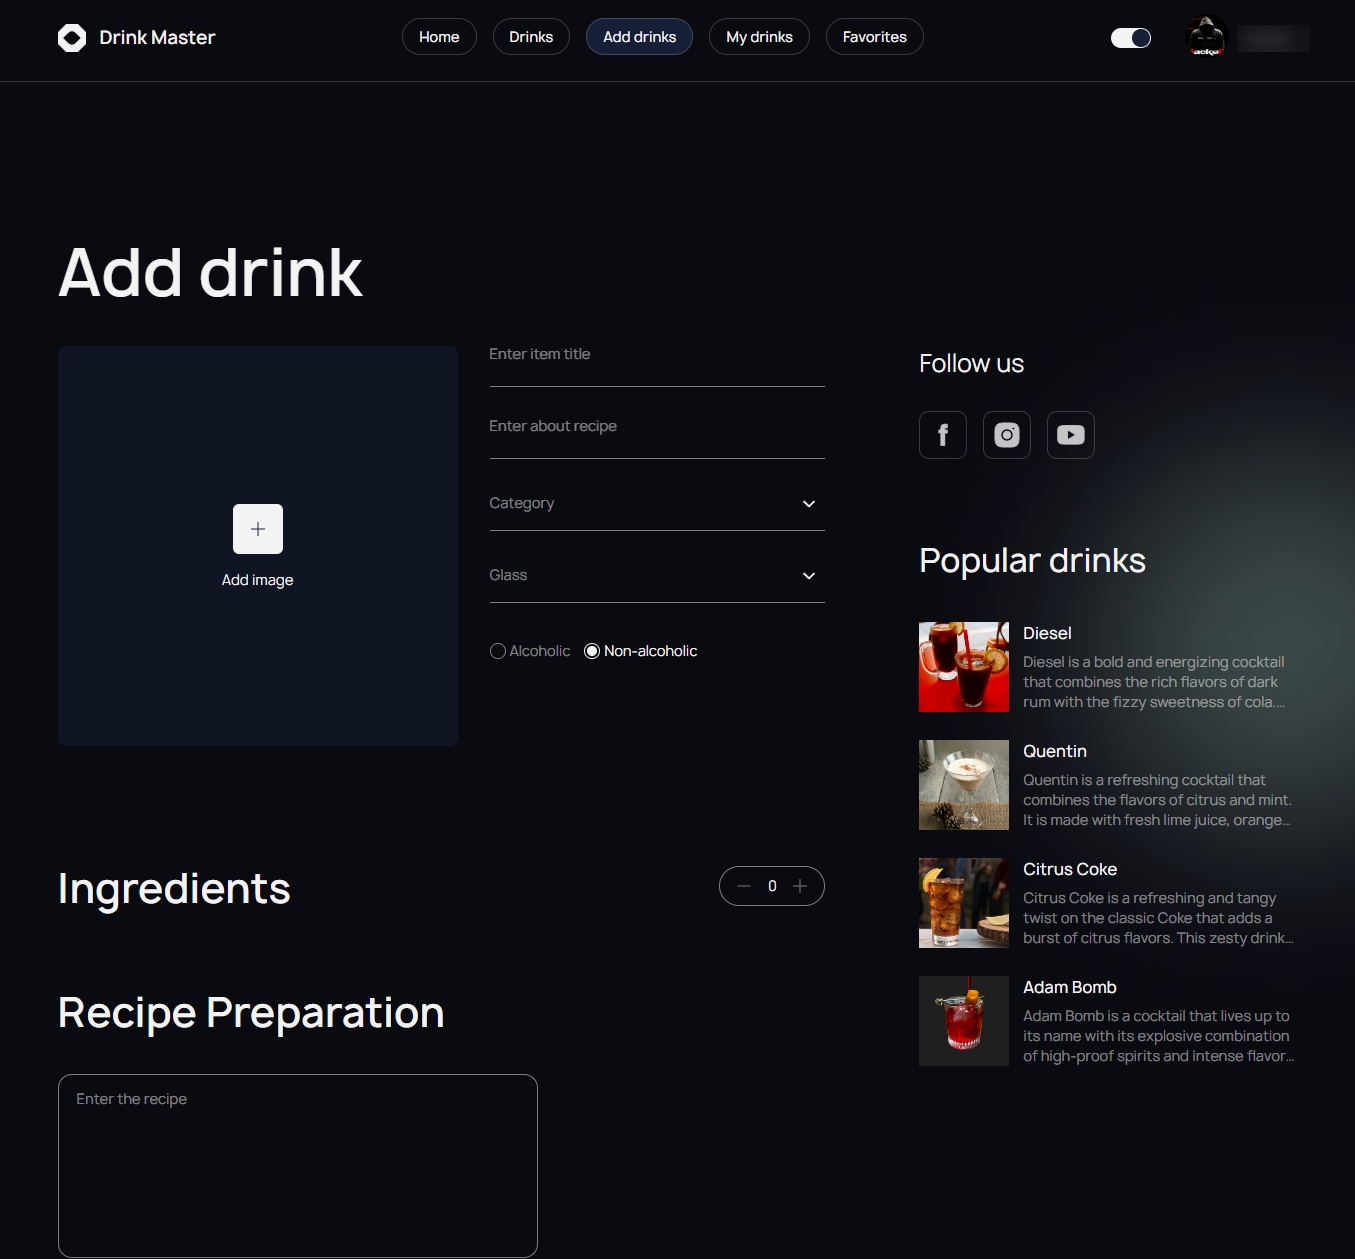 Drink Master
Home
Drinks
Add drinks
My drinks
Favorites
Add drink
Add image
Enter item title
Enter about recipe
Category
Glass
Alcoholic
Non-alcoholic
Ingredients
0
Recipe Preparation
Enter the recipe
Follow us
Popular drinks
Diesel
Diesel is a bold and energizing cocktail
that combines the rich flavors of dark
rum with the fizzy sweetness of cola....
Quentin
Quentin is a refreshing cocktail that
combines the flavors of citrus and mint.
It is made with fresh lime juice, orange...
Citrus Coke
Citrus Coke is a refreshing and tangy
twist on the classic Coke that adds a
burst of citrus flavors. This zesty drink...
Adam Bomb
Adam Bomb is a cocktail that lives up to
its name with its explosive combination
of high-proof spirits and intense flavor...